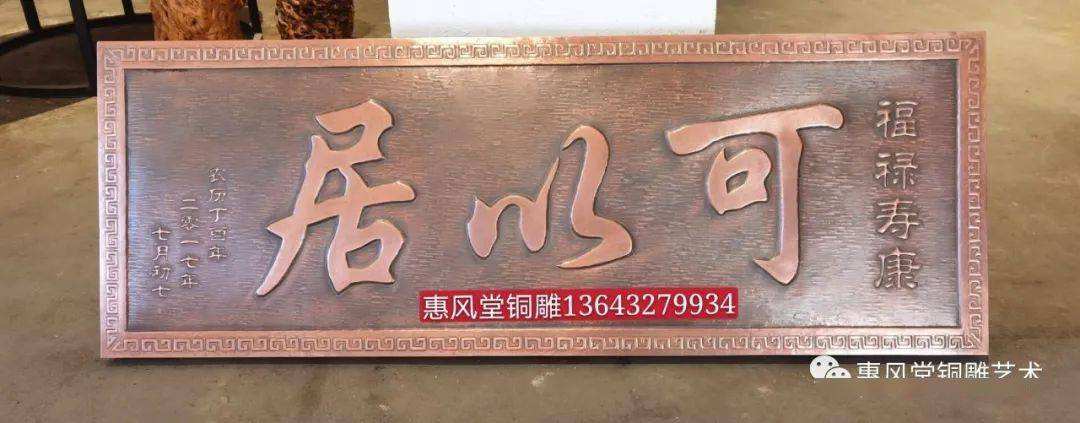 福禄寿康
可以居
农历丁酉年
二零一七年
七月初七
惠风堂铜雕13643279934
惠风堂铜雕艺术